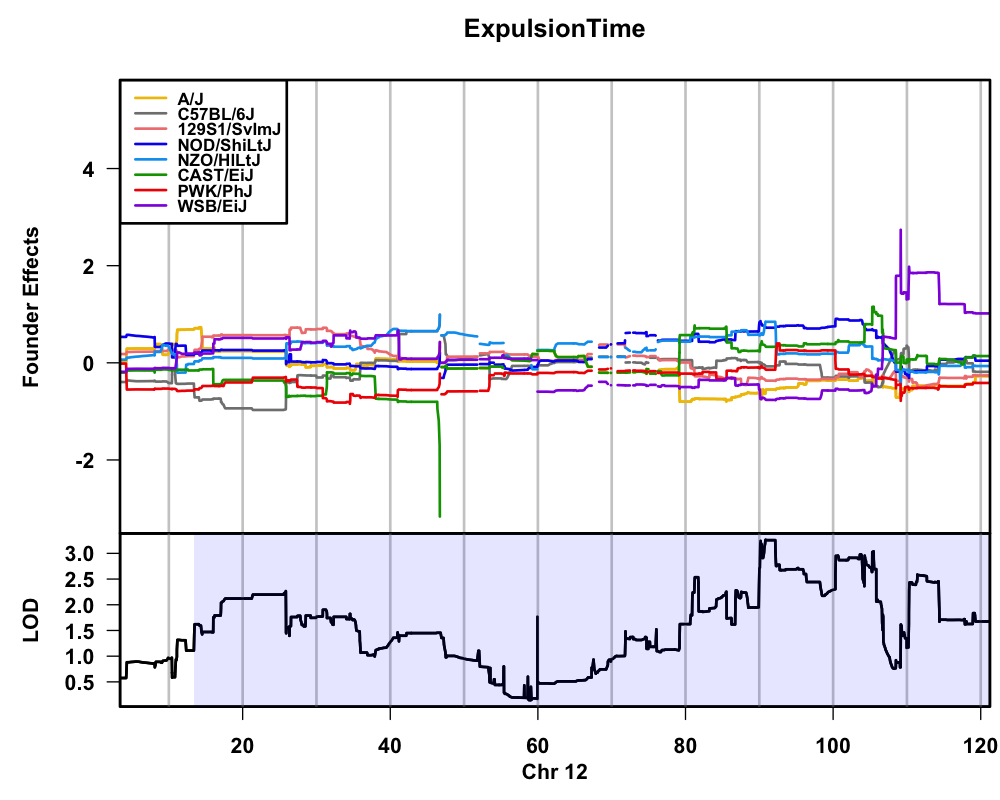 ExpulsionTime
A/J
C57BL/6J
129S1/SvImJ
NOD/ShiLtJ
NZO/HlLtJ
CAST/EiJ
PWK/PhJ
WSB/EiJ
Founder Effects
4
2
0
-2
LOD
3.0
2.5
2.0
1.5
1.0
0.5
20 40 60 80 100 120
Chr 12